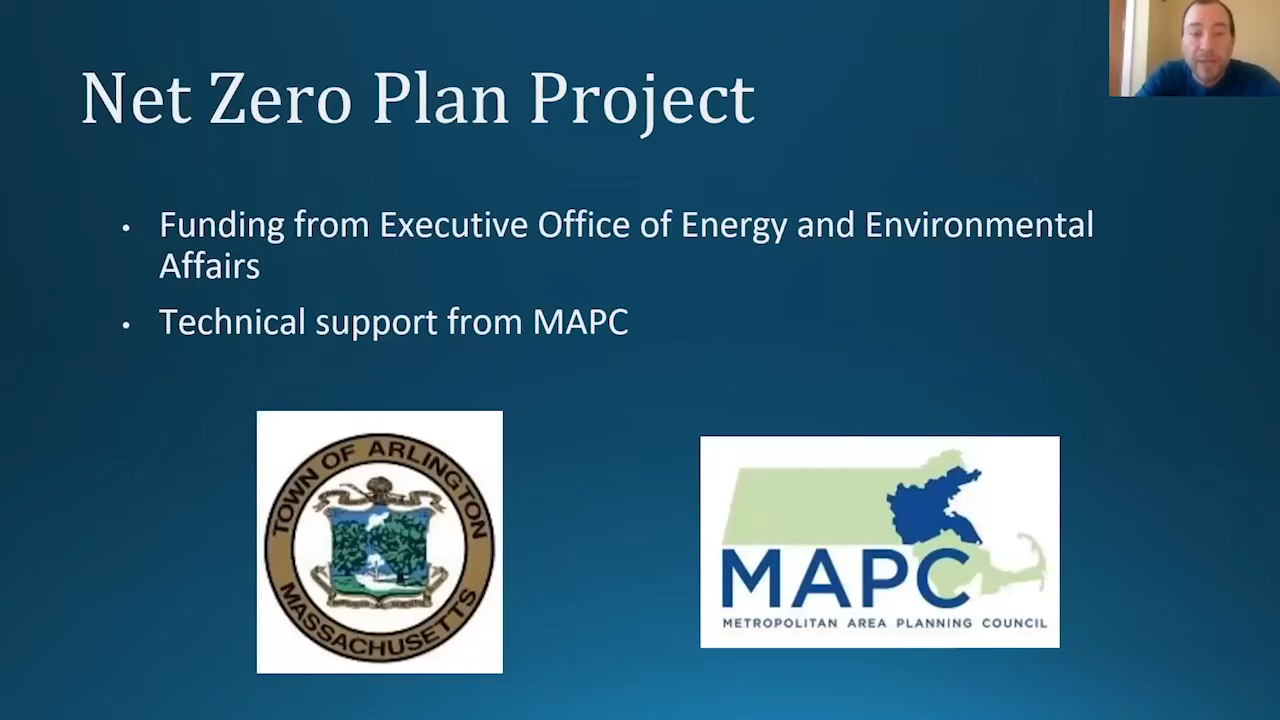 Net Zero Plan Project
• Funding from Executive Office of Energy and Environmental
Affairs
• Technical support from MAPC
TOWN OF ARLINGTON
MASSACHUSETTS
MAPC
METROPOLITAN AREA PLANNING COUNCIL